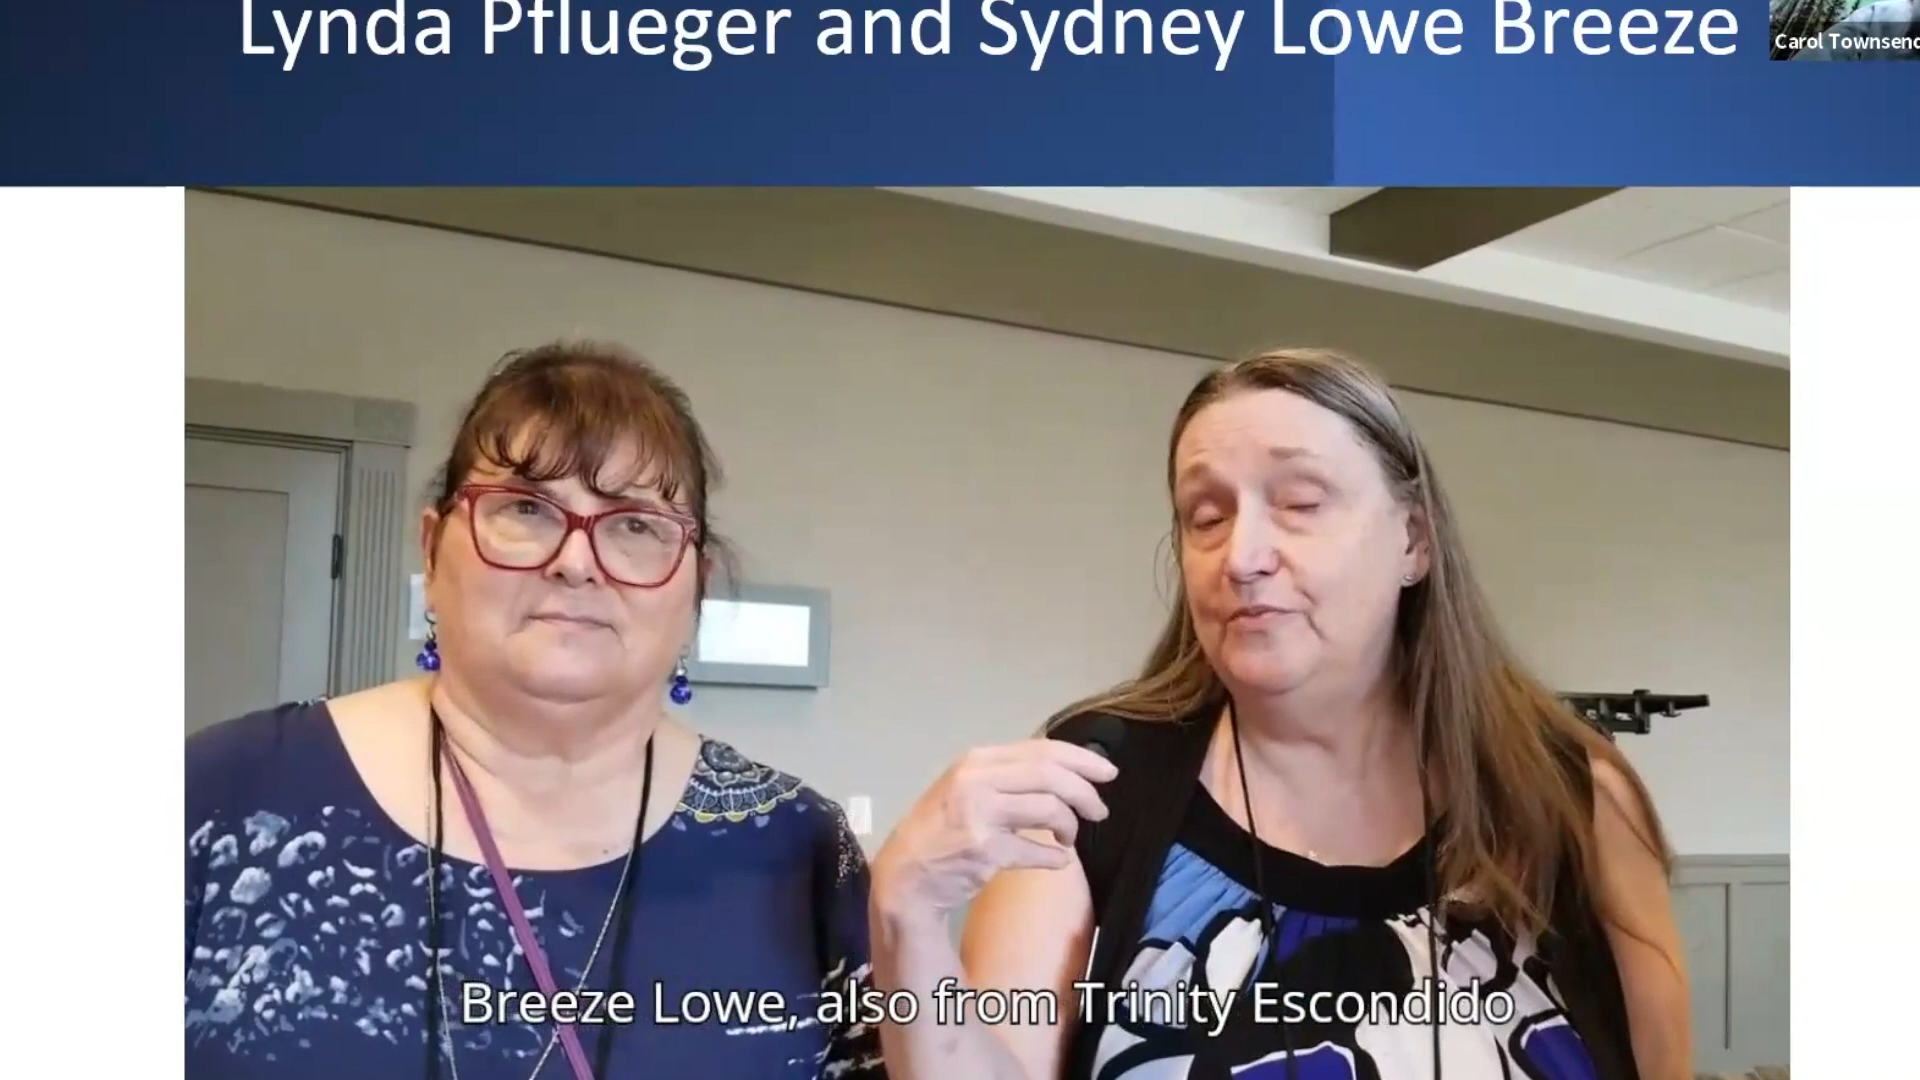 Lynda Pflueger and Sydney Lowe Breeze
Carol Townsend
Breeze Lowe, also from Trinity Escondido